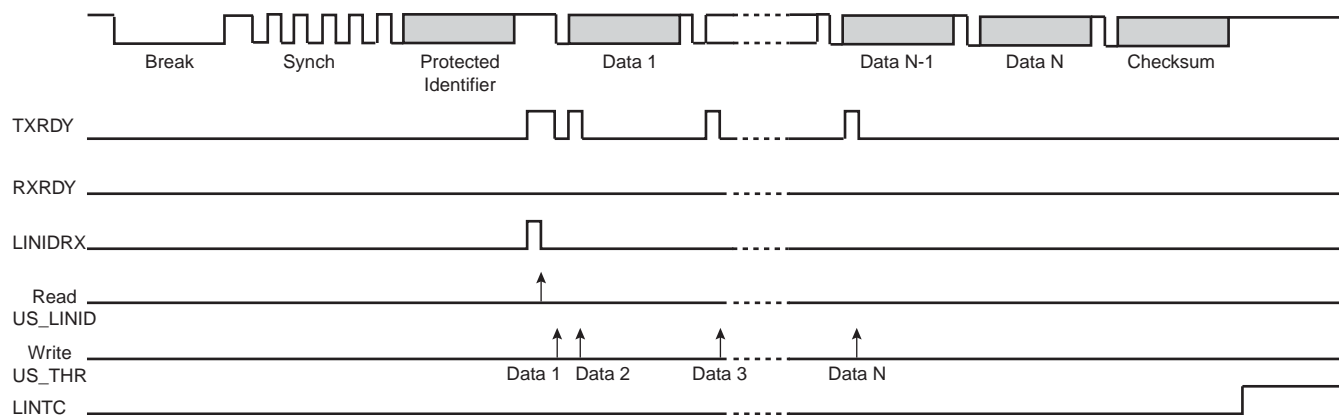 Break Synch Protected Identifier Data 1 Data N-1 Data N Checksum
TXRDY
RXRDY
LINIDRX
Read
US_LINID
Write
US_THR
Data 1 Data 2 Data 3 Data N
LINTC